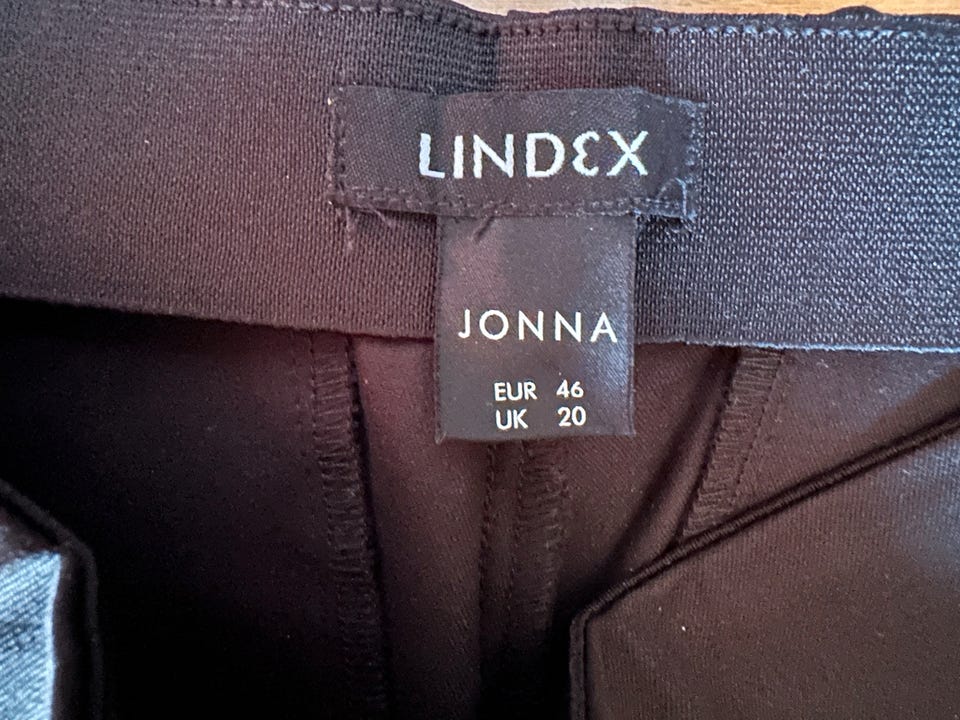 LINDEX
JONNA
EUR 46
UK 20